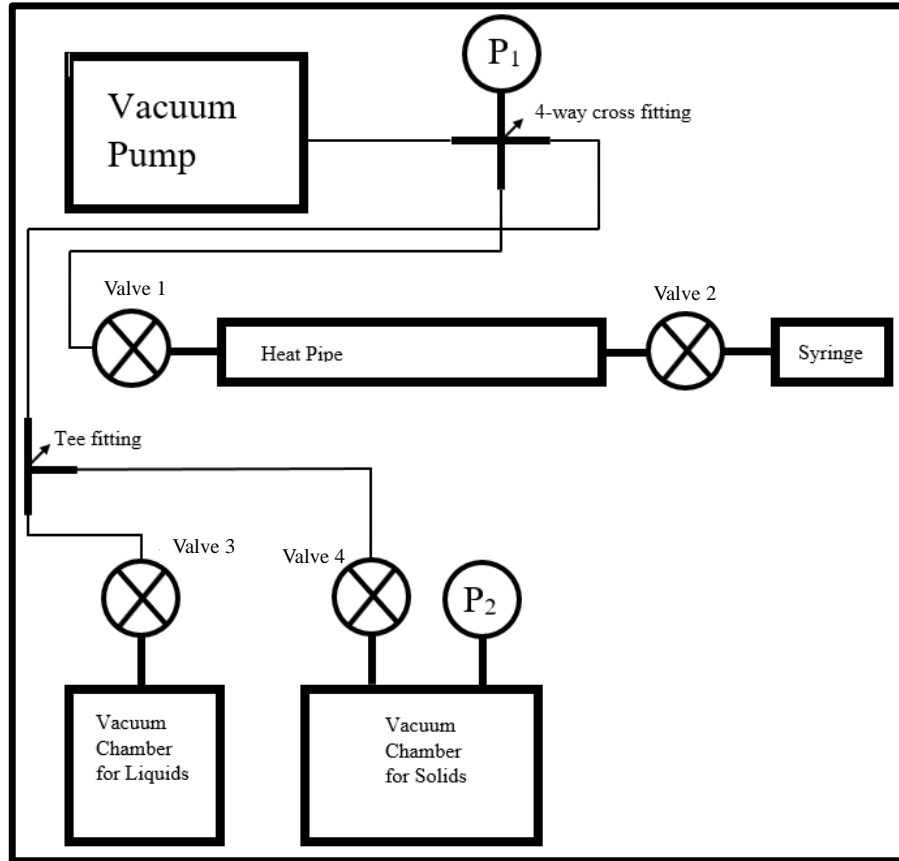 Vacuum
Pump
P1
4-way cross fitting
Valve 1
Valve 2
Heat Pipe
Syringe
Tee fitting
Valve 3
Valve 4
P2
Vacuum
Chamber
for Liquids
Vacuum
Chamber
for Solids